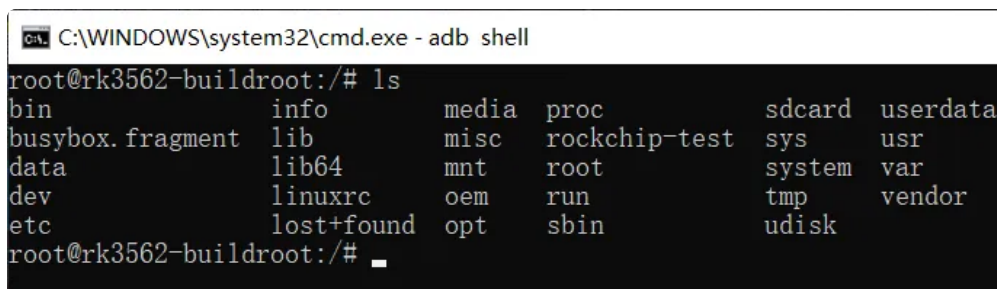 C:\WINDOWS\system32\cmd.exe - adb  shell
root@rk3562-buildroot:/# ls
bin              info        media  proc           sdcard  userdata
busybox.fragment  lib         misc   rockchip-test  sys     usr
data             lib64       mnt    root           system  var
dev              linuxrc     oem    run            tmp     vendor
etc              lost+found  opt    sbin           udisk
root@rk3562-buildroot:/#